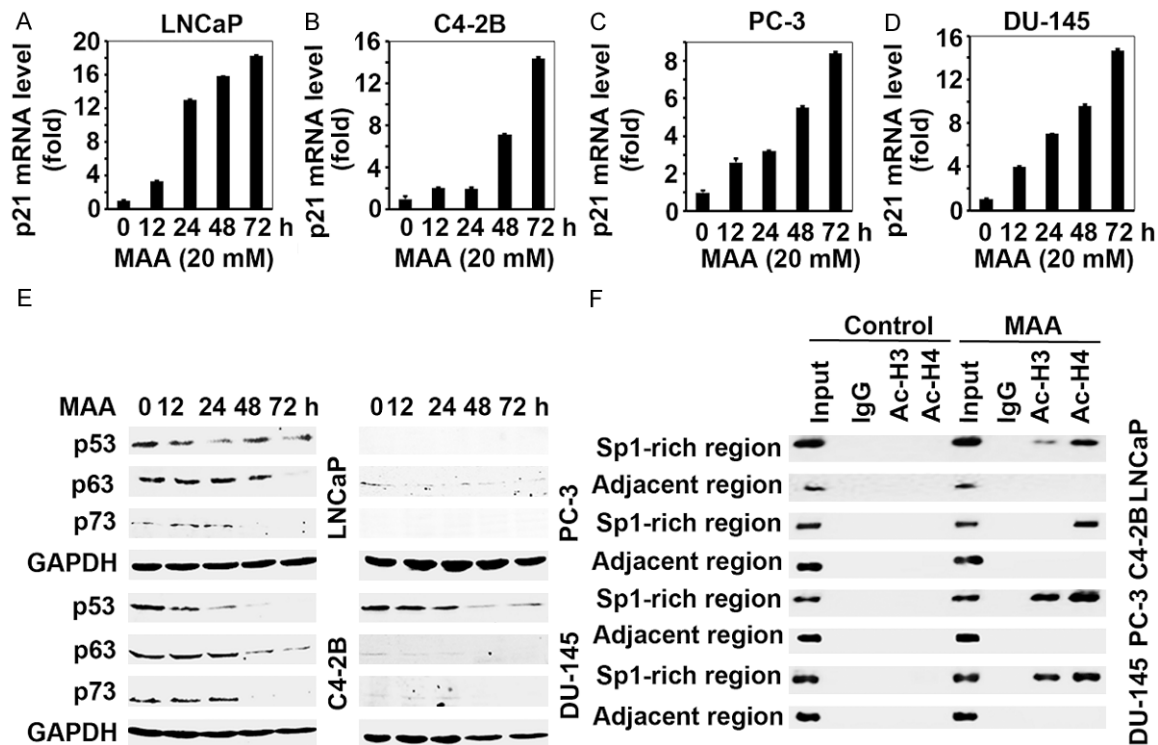 A
LNCaP
p21 mRNA level
(fold)
20
16
12
8
4
0
0 12 24 48 72 h
MAA (20 mM)
B
C4-2B
p21 mRNA level
(fold)
16
12
8
4
0
0 12 24 48 72 h
MAA (20 mM)
C
PC-3
p21 mRNA level
(fold)
8
6
4
2
0
0 12 24 48 72 h
MAA (20 mM)
D
DU-145
p21 mRNA level
(fold)
16
12
8
4
0
0 12 24 48 72 h
MAA (20 mM)
E
MAA 0 12 24 48 72 h 0 12 24 48 72 h
p53
p63
p73
GAPDH
LNCaP
PC-3
p53
p63
p73
GAPDH
C4-2B
DU-145
F
Control MAA
Input IgG Ac-H3 Ac-H4 Input IgG Ac-H3 Ac-H4
Sp1-rich region
Adjacent region
LNCaP
Sp1-rich region
Adjacent region
C4-2B
Sp1-rich region
Adjacent region
PC-3
Sp1-rich region
Adjacent region
DU-145